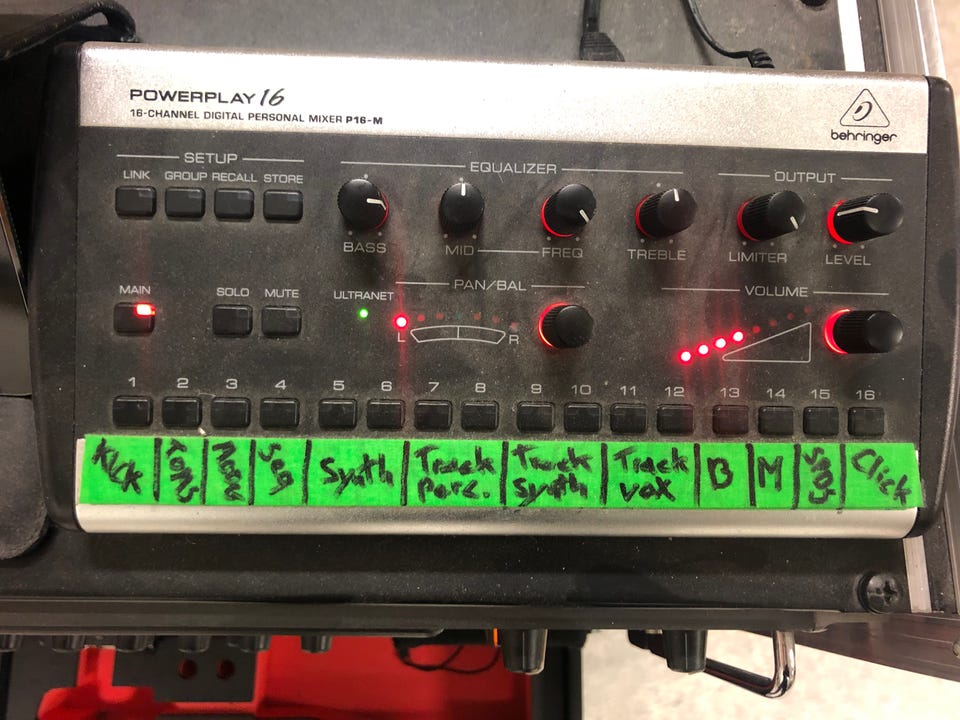 POWERPLAY 16
16-CHANNEL DIGITAL PERSONAL MIXER P16-M
behringer
SETUP EQUALIZER OUTPUT
LINK GROUP RECALL STORE
BASS MID FREQ TREBLE LIMITER LEVEL
MAIN SOLO MUTE ULTRANET PAN/BAL VOLUME
L R
1 2 3 4 5 6 7 8 9 10 11 12 13 14 15 16
Kick Synth Track Perc. Track Synth Track Vox B M Click